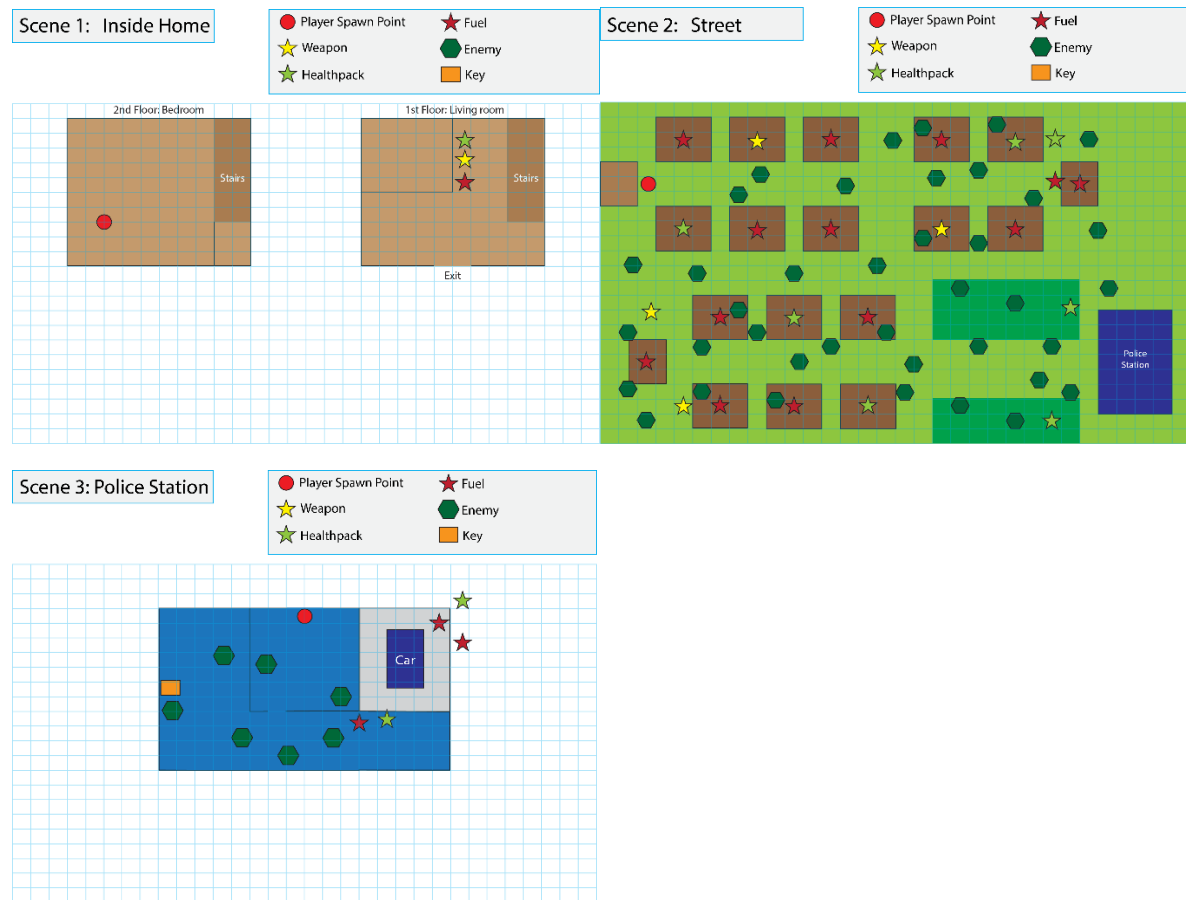 Scene 1: Inside Home
Player Spawn Point
Fuel
Weapon
Enemy
Healthpack
Key
2nd Floor: Bedroom
1st Floor: Living room
Stairs
Stairs
Exit
Scene 2: Street
Player Spawn Point
Fuel
Weapon
Enemy
Healthpack
Key
Police
Station
Scene 3: Police Station
Player Spawn Point
Fuel
Weapon
Enemy
Healthpack
Key
Car